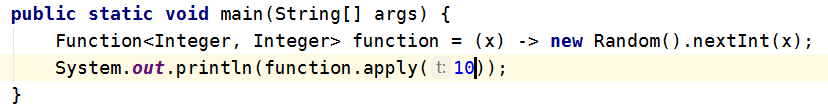 public static void main(String[] args) {
    Function<Integer, Integer> function = (x) -> new Random().nextInt(x);
    System.out.println(function.apply( t: 10));
}